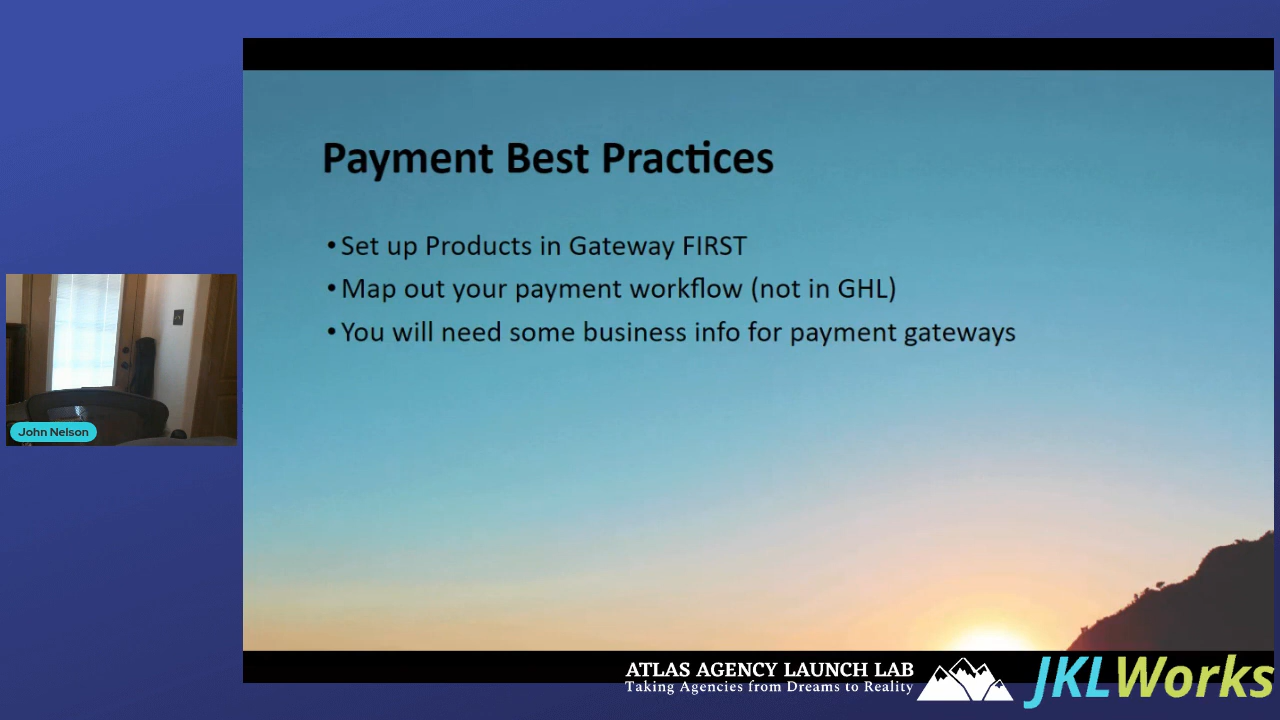 Payment Best Practices
• Set up Products in Gateway FIRST
• Map out your payment workflow (not in GHL)
• You will need some business info for payment gateways
John Nelson
ATLAS AGENCY LAUNCH LAB
Taking Agencies from Dreams to Reality
JKLWorks